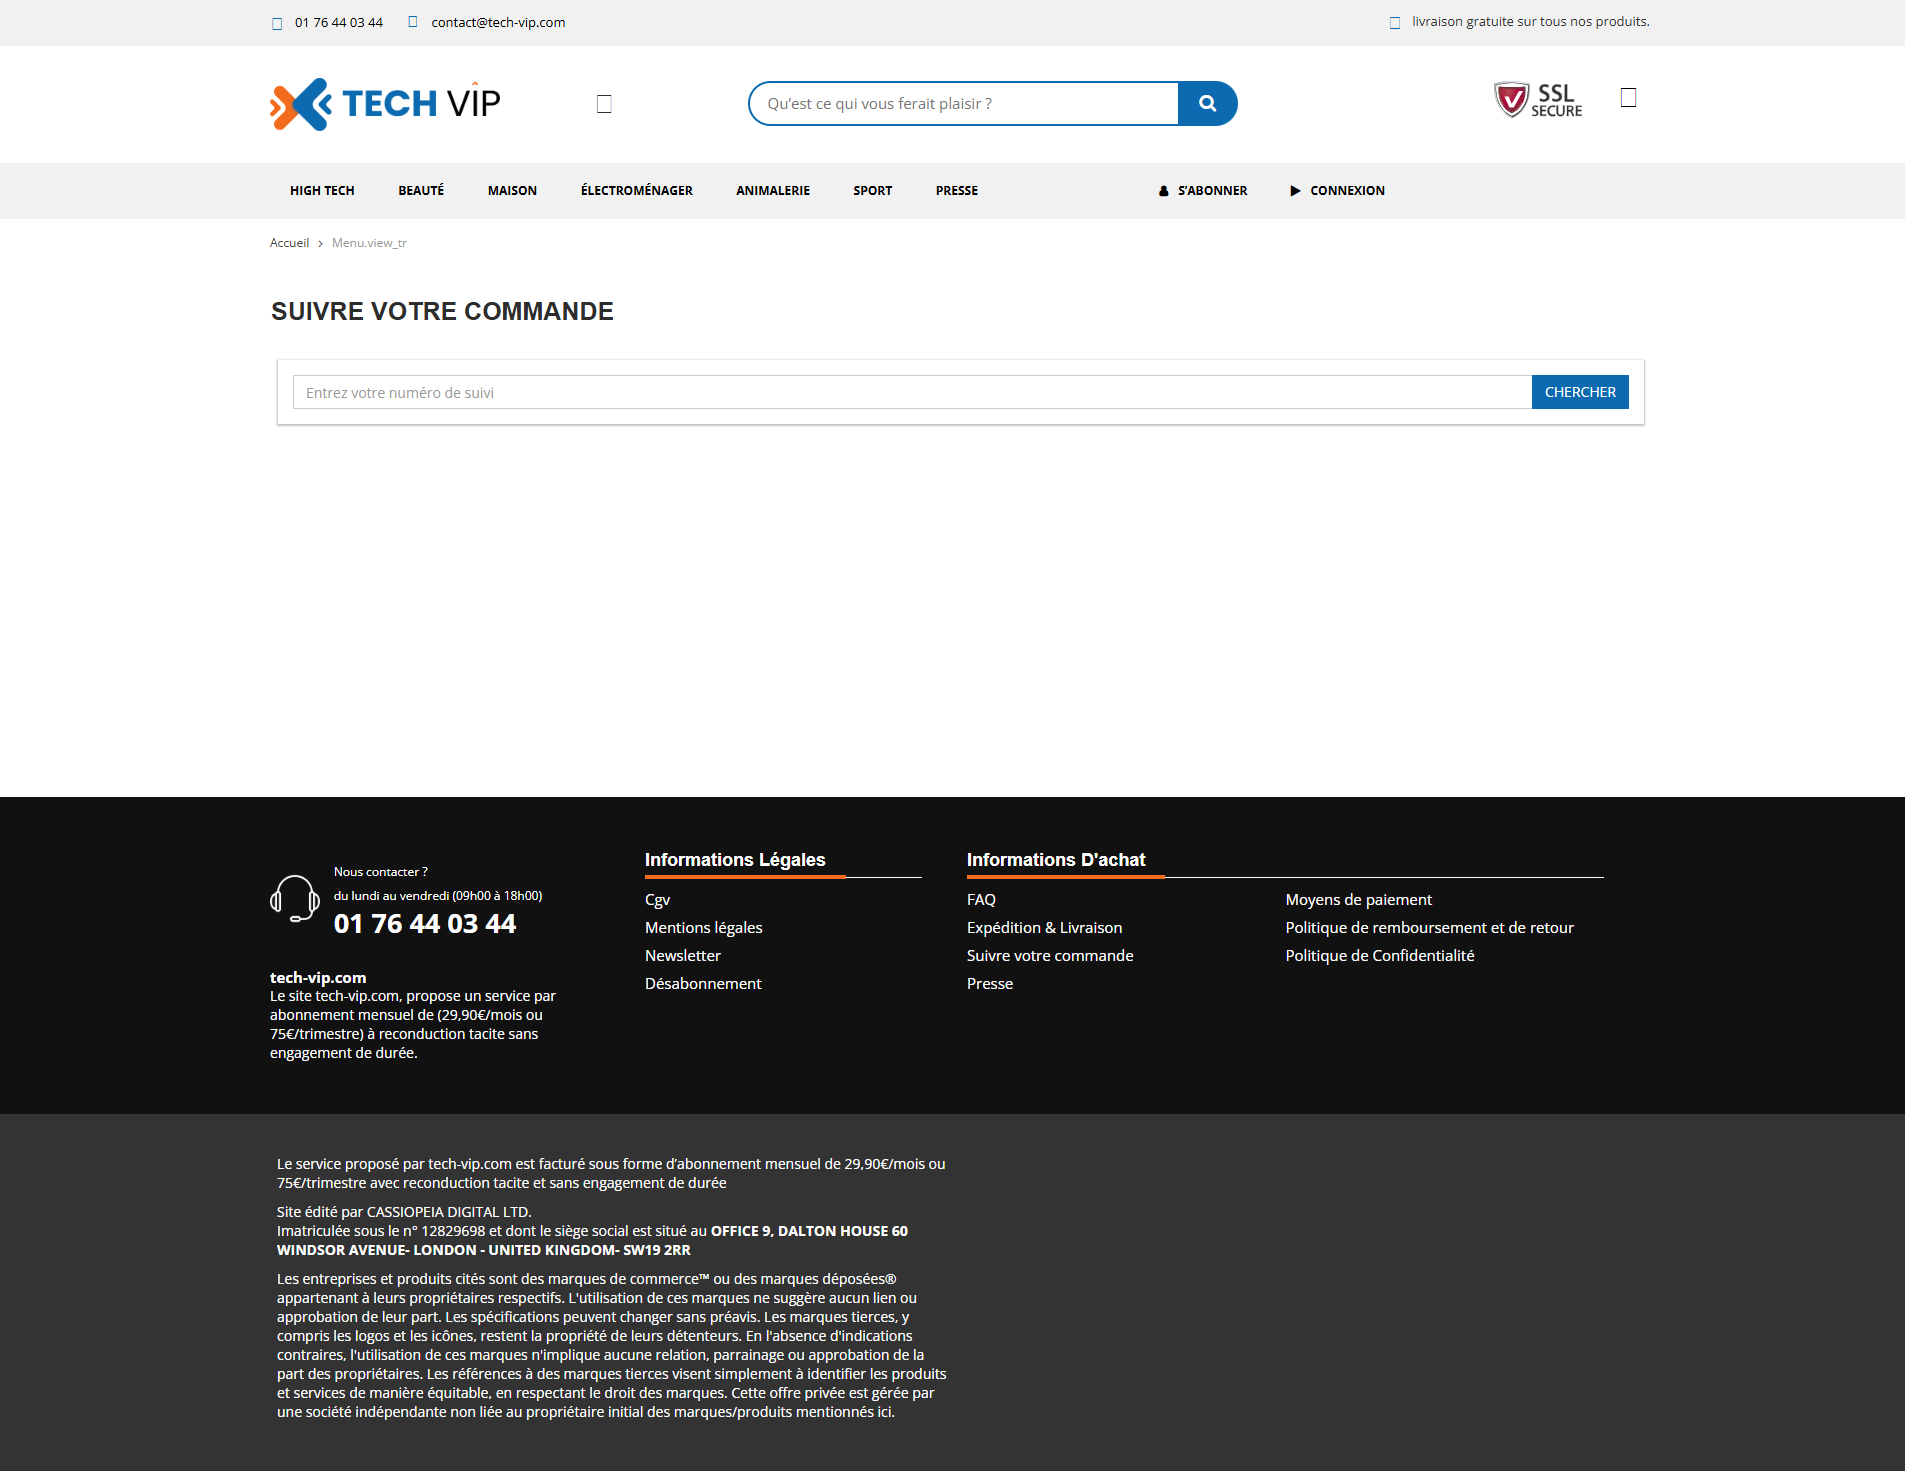 01 76 44 03 44
contact@tech-vip.com
livraison gratuite sur tous nos produits.
TECH VIP
Qu’est ce qui vous ferait plaisir ?
SSL
SECURE
HIGH TECH
BEAUTÉ
MAISON
ÉLECTROMÉNAGER
ANIMALERIE
SPORT
PRESSE
S’ABONNER
CONNEXION
Accueil > Menu.view_tr
SUIVRE VOTRE COMMANDE
Entrez votre numéro de suivi
CHERCHER
Nous contacter ?
du lundi au vendredi (09h00 à 18h00)
01 76 44 03 44
tech-vip.com
Le site tech-vip.com, propose un service par
abonnement mensuel de (29,90€/mois ou
75€/trimestre) à reconduction tacite sans
engagement de durée.
Informations Légales
Cgv
Mentions légales
Newsletter
Désabonnement
Informations D'achat
FAQ
Expédition & Livraison
Suivre votre commande
Presse
Moyens de paiement
Politique de remboursement et de retour
Politique de Confidentialité
Le service proposé par tech-vip.com est facturé sous forme d’abonnement mensuel de 29,90€/mois ou
75€/trimestre avec reconduction tacite et sans engagement de durée
Site édité par CASSIOPEIA DIGITAL LTD.
Imatriculée sous le n° 12829698 et dont le siège social est situé au OFFICE 9, DALTON HOUSE 60
WINDSOR AVENUE- LONDON - UNITED KINGDOM- SW19 2RR
Les entreprises et produits cités sont des marques de commerce™ ou des marques déposées®
appartenant à leurs propriétaires respectifs. L'utilisation de ces marques ne suggère aucun lien ou
approbation de leur part. Les spécifications peuvent changer sans préavis. Les marques tierces, y
compris les logos et les icônes, restent la propriété de leurs détenteurs. En l'absence d'indications
contraires, l'utilisation de ces marques n'implique aucune relation, parrainage ou approbation de la
part des propriétaires. Les références à des marques tierces visent simplement à identifier les produits
et services de manière équitable, en respectant le droit des marques. Cette offre privée est gérée par
une société indépendante non liée au propriétaire initial des marques/produits mentionnés ici.